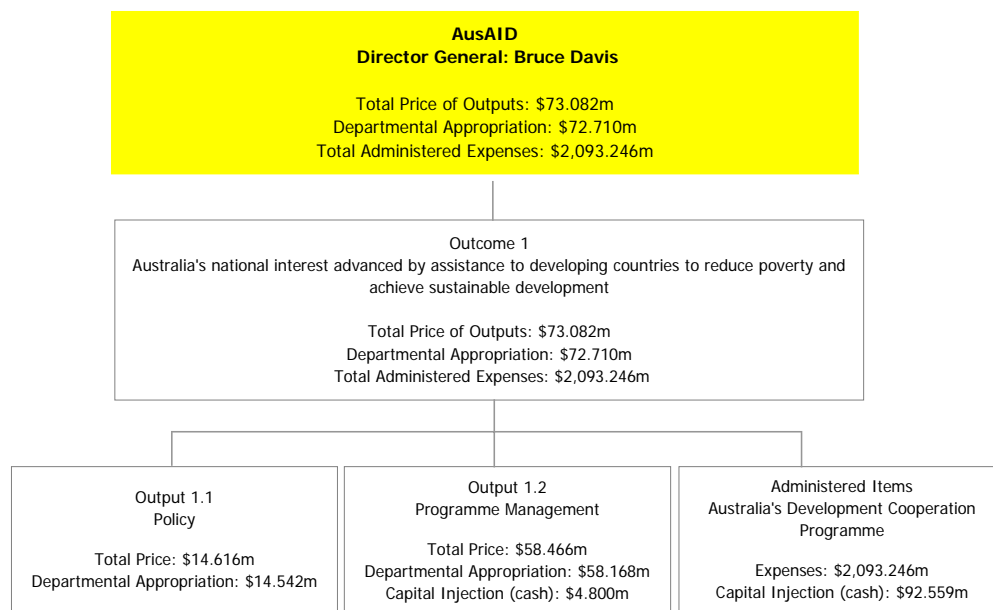 AusAID
Director General: Bruce Davis
Total Price of Outputs: $73.082m
Departmental Appropriation: $72.710m
Total Administered Expenses: $2,093.246m
Outcome 1
Australia's national interest advanced by assistance to developing countries to reduce poverty and
achieve sustainable development
Total Price of Outputs: $73.082m
Departmental Appropriation: $72.710m
Total Administered Expenses: $2,093.246m
Output 1.1
Policy
Total Price: $14.616m
Departmental Appropriation: $14.542m
Output 1.2
Programme Management
Total Price: $58.466m
Departmental Appropriation: $58.168m
Capital Injection (cash): $4.800m
Administered Items
Australia's Development Cooperation
Programme
Expenses: $2,093.246m
Capital Injection (cash): $92.559m